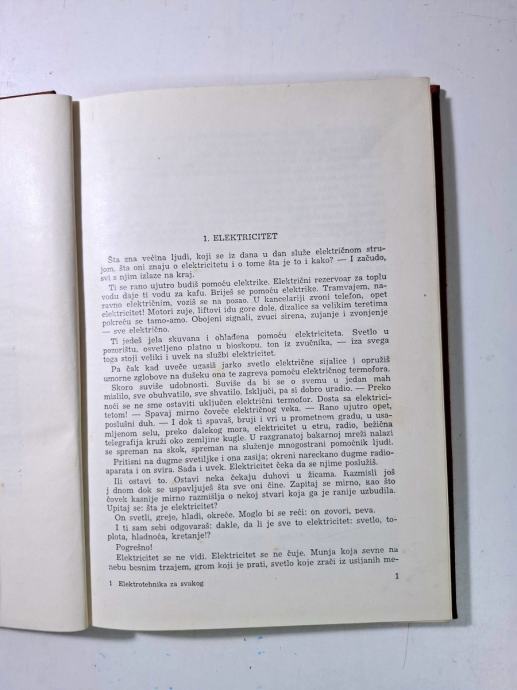 1. ELEKTRICITET
Šta zna većina ljudi, koji se iz dana u dan služe električnom stru-
jom, šta oni znaju o elektricitetu i o tome šta je to i kako? — I začudo,
svi s njim izlaze na kraj.
Ti se rano ujutro budiš pomoću elektrike. Električni rezervoar za toplu
vodu daje ti vodu za kafu. Briješ se pomoću elektrike. Tramvajem, na-
ravno električnim, voziš se na posao. U kancelariji zvoni telefon, opet
elektricitet! Motori zuje, liftovi idu gore dole, dizalice sa velikim teretima
pokreću se tamo-amo. Obojeni signali, zvuci sirena, zujanje i zvonjenje
— sve električno.
Ti jedeš jela skuvana i ohlađena pomoću elektriciteta. Svetlo u
pozorištu, osvetljeno platno u bioskopu, ton iz zvučnika, — iza svega
toga stoji veliki i uvek na službi elektricitet.
Pa čak kad uveče ugasiš jarko svetlo električne sijalice i opružiš
umorne zglobove na dušeku ona te zagreva pomoću električnog termofora.
Skoro suviše udobnosti. Suviše da bi se o svemu u jedan mah
mislilo, sve obuhvatilo, sve shvatilo. Isključi, pa si dobro uradio. — Preko
noći se ne sme ostaviti uključen električni termofor. Dosta sa elektrici-
tetom! — Spavaj mirno čoveče električnog veka. — Rano ujutro opet,
poslušni duh. — I dok ti spavaš, bruji i vri u prometnom gradu, u usa-
mljenom selu, preko dalekog mora, elektricitet u etru, radio, bežična
telegrafija kruži oko zemljine kugle. U razgranatoj bakarnoj mreži nalazi
se spreman na skok, spreman na služenje mnogostrani pomoćnik ljudi.
Pritisni na dugme svetiljke i ona zasija; okreni nareckano dugme radio-
aparata i on svira. Sada i uvek. Elektricitet čeka da se njime poslužiš.
Ili ostavi to. Ostavi neka čekaju duhovi u žicama. Razmisli još
j dnom dok se uspavljuješ šta sve oni čine. Zapitaj se mirno, kao što
čovek kasnije mirno razmišlja o nekoj stvari koja ga je ranije uzbudila.
Upitaj se: šta je elektricitet?
On svetli, greje, hladi, okreće. Moglo bi se reći: on govori, peva.
I ti sam sebi odgovaraš: dakle, da li je sve to elektricitet: svetlo, to-
plota, hladnoća, kretanje!?
Pogrešno!
Elektricitet se ne vidi. Elektricitet se ne čuje. Munja koja sevne na
nebu besnim trzajem, grom koji je prati, svetlo koje zrači iz usijanih me-
1 Elektrotehnika za svakog
1